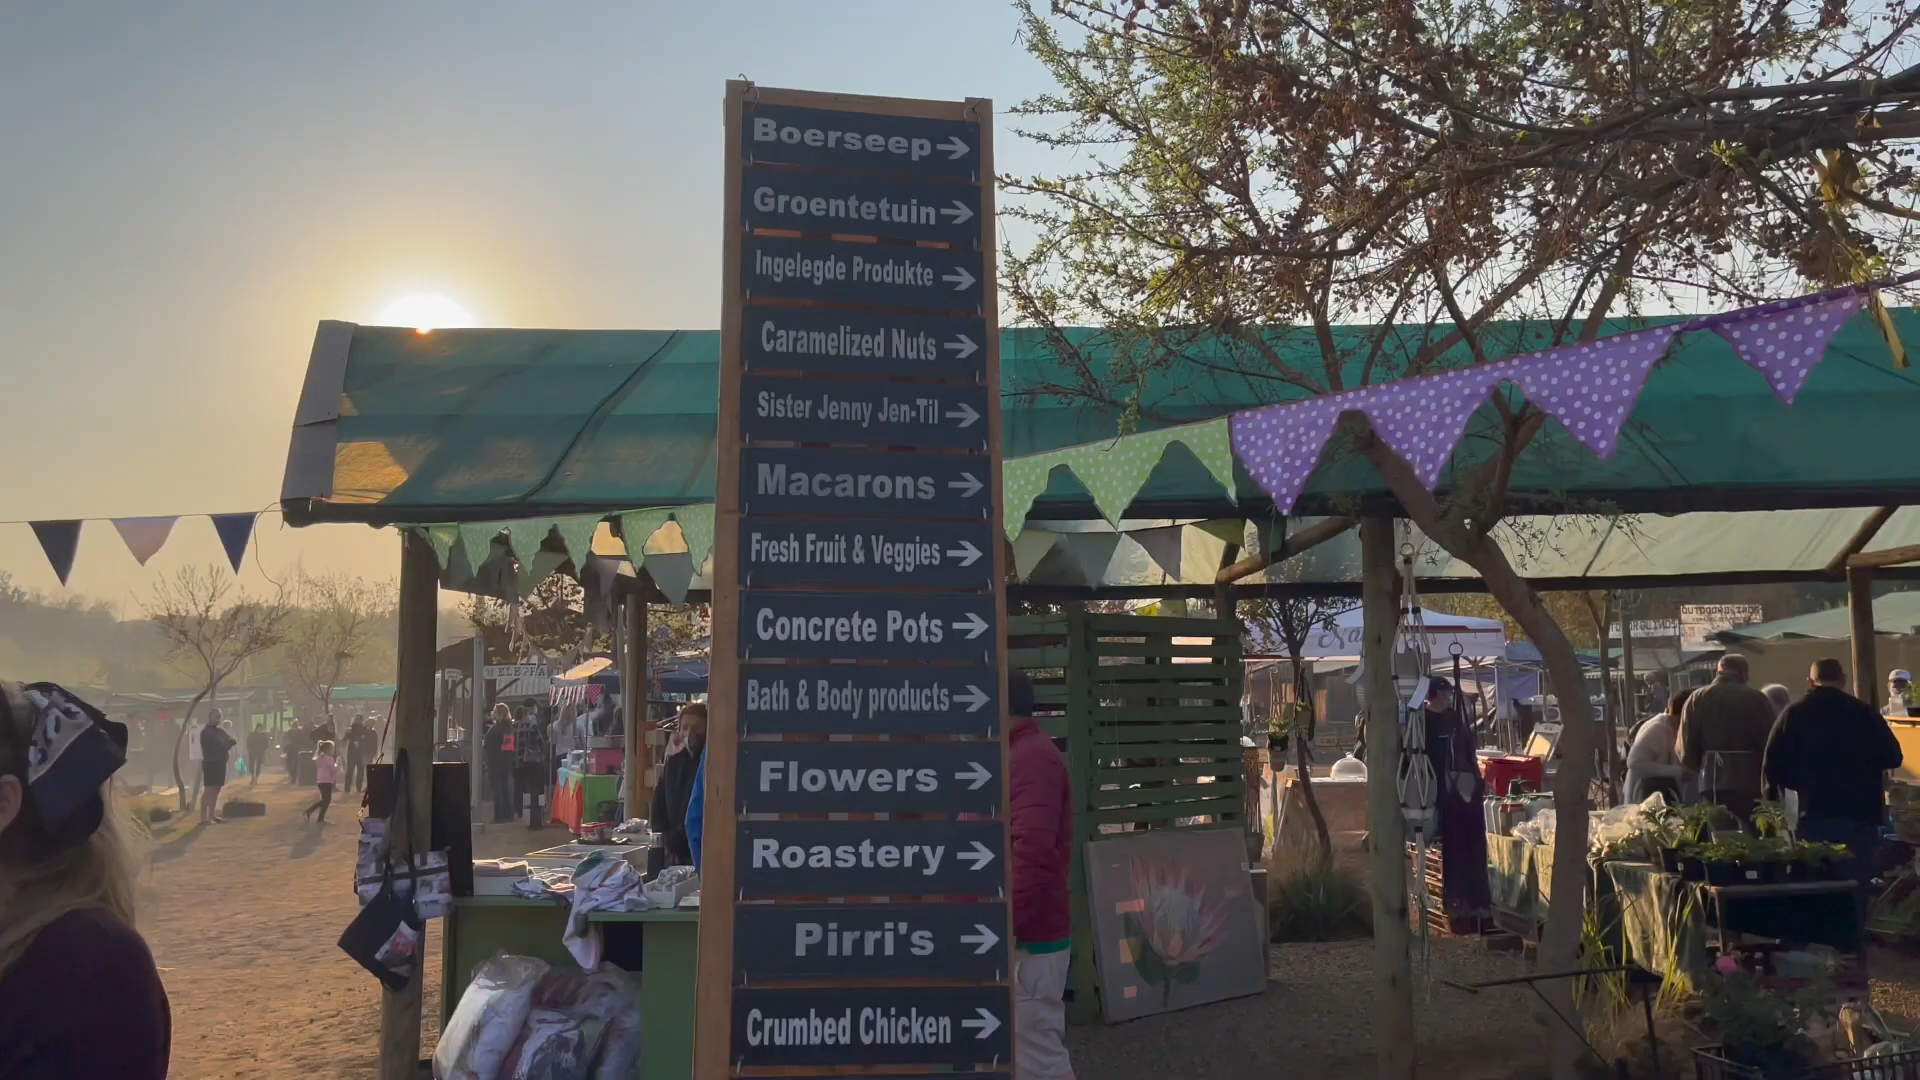 Boerseep →
Groentetuin →
Ingelegde Produkte →
Caramelized Nuts →
Sister Jenny Jen-Til →
Macarons →
Fresh Fruit & Veggies →
Concrete Pots →
Bath & Body products →
Flowers →
Roastery →
Pirri's →
Crumbed Chicken →